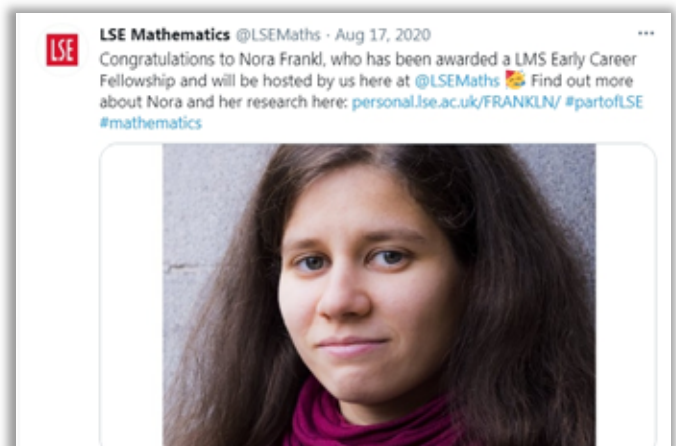 LSE
LSE Mathematics @LSEMaths · Aug 17, 2020
Congratulations to Nora Frankl, who has been awarded a LMS Early Career
Fellowship and will be hosted by us here at @LSEMaths 🥳 Find out more
about Nora and her research here: personal.lse.ac.uk/FRANKLN/ #partofLSE
#mathematics